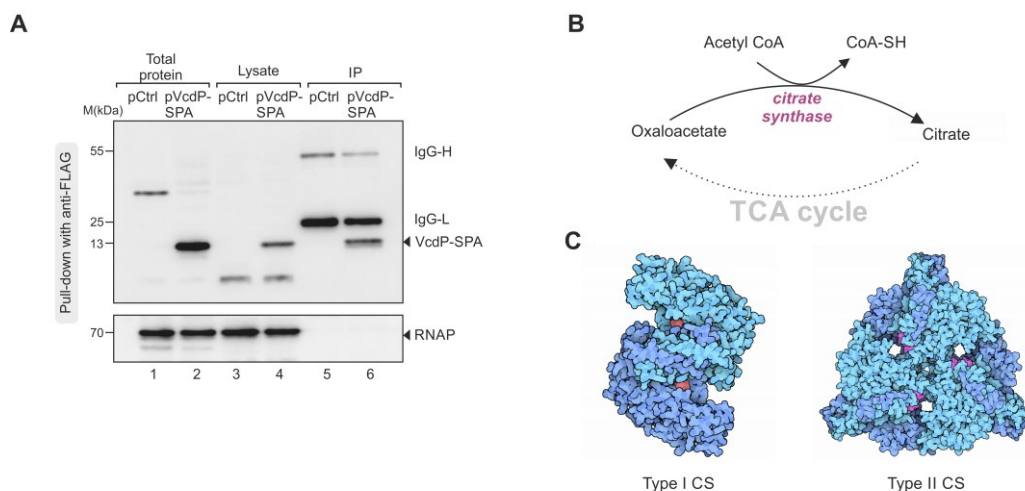 A
Total
protein
Lysate
IP
pCtrl pVcdP-
SPA
pCtrl pVcdP-
SPA
pCtrl pVcdP-
SPA
M(kDa)
Pull-down with anti-FLAG
55
IgG-H
25
IgG-L
13
VcdP-SPA
70
RNAP
1 2 3 4 5 6
B
Acetyl CoA
CoA-SH
citrate
synthase
Oxaloacetate
Citrate
TCA cycle
C
Type I CS
Type II CS